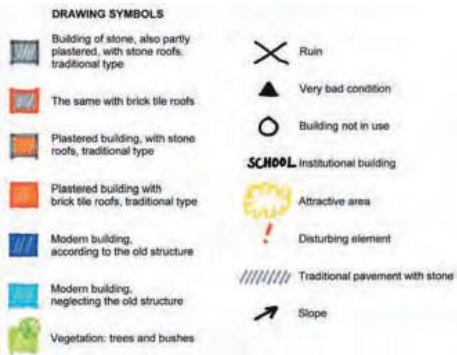 DRAWING SYMBOLS
Building of stone, also partly
plastered, with stone roofs,
traditional type
The same with brick tile roofs
Plastered building, with stone
roofs, traditional type
Plastered building with
brick tile roofs, traditional type
Modern building,
according to the old structure
Modern building,
neglecting the old structure
Vegetation: trees and bushes
Ruin
Very bad condition
Building not in use
SCHOOL Institutional building
Attractive area
Disturbing element
Traditional pavement with stone
Slope